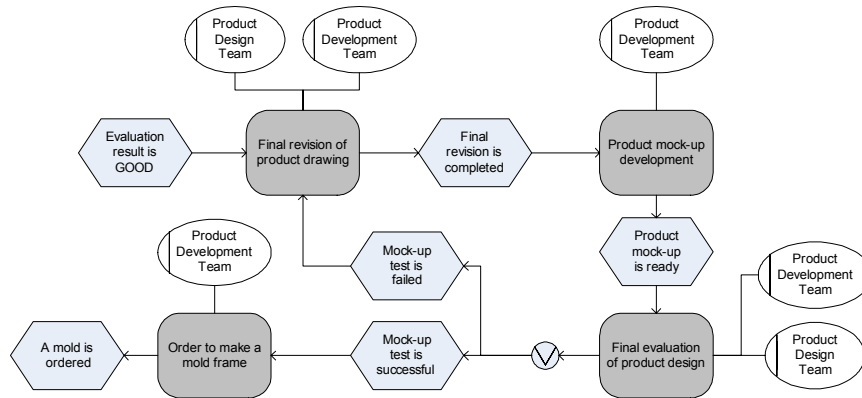 Product
Design
Team
Product
Development
Team
Product
Development
Team
Evaluation
result is
GOOD
Final revision of
product drawing
Final
revision is
completed
Product mock-up
development
Product
Development
Team
Mock-up
test is
failed
Product
mock-up
is ready
Product
Development
Team
A mold is
ordered
Order to make a
mold frame
Mock-up
test is
successful
Final evaluation
of product design
Product
Design
Team